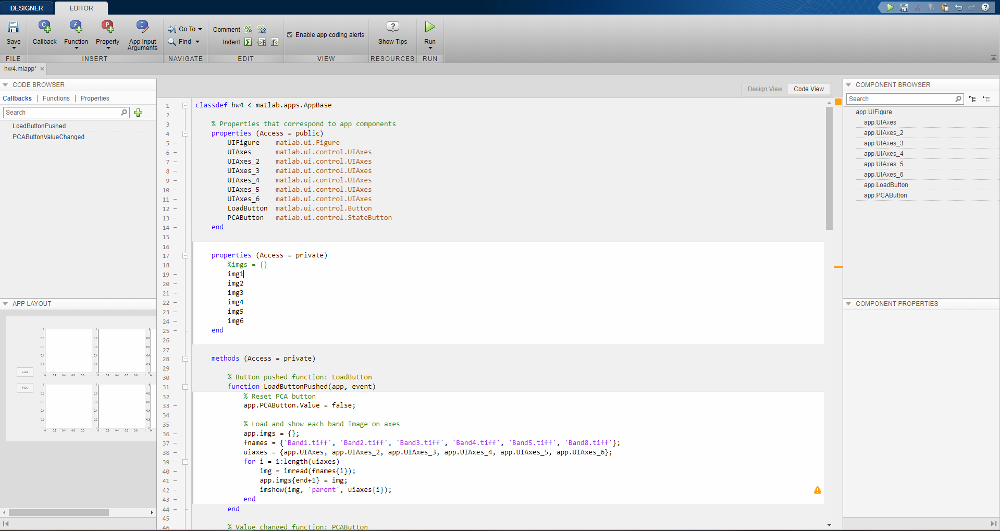 DESIGNER EDITOR
Save
Callback Function Property App Input
Arguments
Go To
Find
Comment
Indent
Enable app coding alerts
Show Tips
Run
FILE INSERT NAVIGATE EDIT VIEW RESOURCES RUN
hw4.mlapp*
CODE BROWSER
Callbacks Functions Properties
Search
LoadButtonPushed
PCAButtonValueChanged
APP LAYOUT
Load
PCA
Design View Code View
1 classdef hw4 < matlab.apps.AppBase
2
3 % Properties that correspond to app components
4 properties (Access = public)
5 UIFigure matlab.ui.Figure
6 UIAxes matlab.ui.control.UIAxes
7 UIAxes_2 matlab.ui.control.UIAxes
8 UIAxes_3 matlab.ui.control.UIAxes
9 UIAxes_4 matlab.ui.control.UIAxes
10 UIAxes_5 matlab.ui.control.UIAxes
11 UIAxes_6 matlab.ui.control.UIAxes
12 LoadButton matlab.ui.control.Button
13 PCAButton matlab.ui.control.StateButton
14 end
15
16
17 properties (Access = private)
18 %imgs = {}
19 img1
20 img2
21 img3
22 img4
23 img5
24 img6
25 end
26
27
28 methods (Access = private)
29
30 % Button pushed function: LoadButton
31 function LoadButtonPushed(app, event)
32 % Reset PCA button
33 app.PCAButton.Value = false;
34
35 % Load and show each band image on axes
36 app.imgs = {};
37 fnames = {'Band1.tiff', 'Band2.tiff', 'Band3.tiff', 'Band4.tiff', 'Band5.tiff', 'Band8.tiff'};
38 uiaxes = {app.UIAxes, app.UIAxes_2, app.UIAxes_3, app.UIAxes_4, app.UIAxes_5, app.UIAxes_6};
39 for i = 1:length(uiaxes)
40 img = imread(fnames{i});
41 app.imgs{end+1} = img;
42 imshow(img, 'parent', uiaxes{i});
43 end
44 end
45
46 % Value changed function: PCAButton
COMPONENT BROWSER
Search
app.UIFigure
app.UIAxes
app.UIAxes_2
app.UIAxes_3
app.UIAxes_4
app.UIAxes_5
app.UIAxes_6
app.LoadButton
app.PCAButton
COMPONENT PROPERTIES